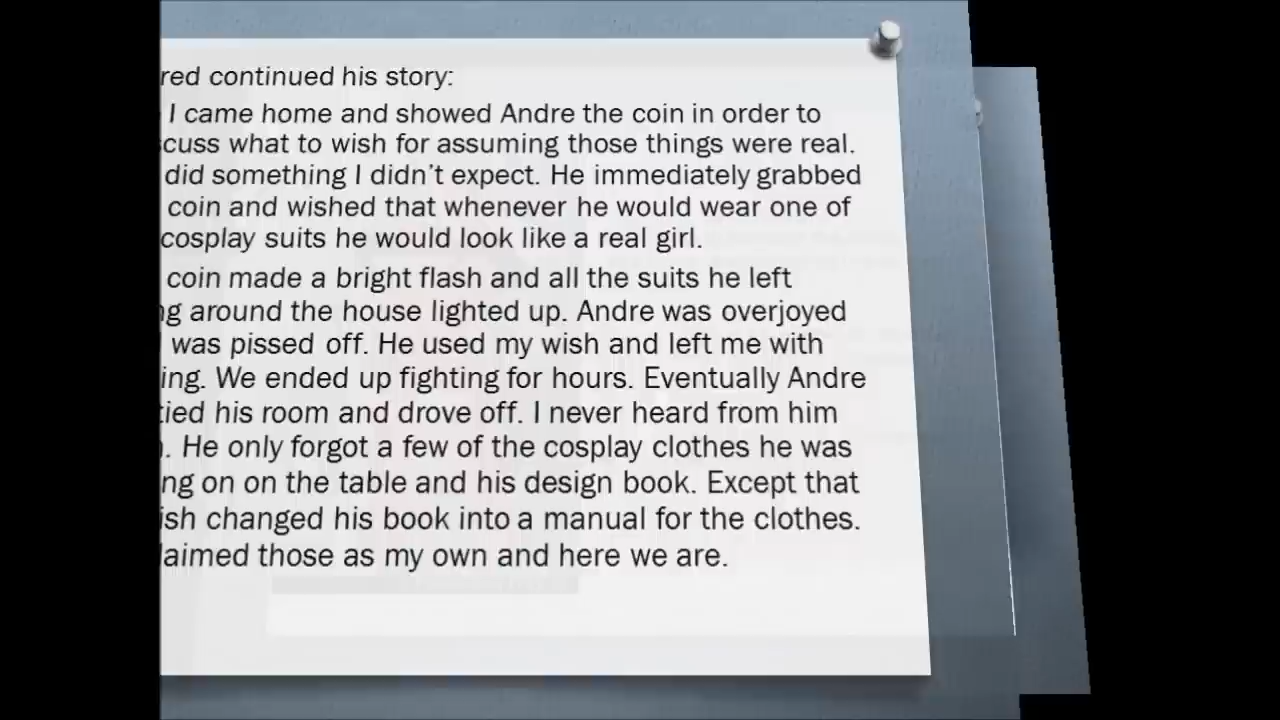 red continued his story:
I came home and showed Andre the coin in order to
cuss what to wish for assuming those things were real.
did something I didn't expect. He immediately grabbed
coin and wished that whenever he would wear one of
cosplay suits he would look like a real girl.
coin made a bright flash and all the suits he left
ng around the house lighted up. Andre was overjoyed
was pissed off. He used my wish and left me with
ing. We ended up fighting for hours. Eventually Andre
tied his room and drove off. I never heard from him
. He only forgot a few of the cosplay clothes he was
ng on on the table and his design book. Except that
ish changed his book into a manual for the clothes.
laimed those as my own and here we are.